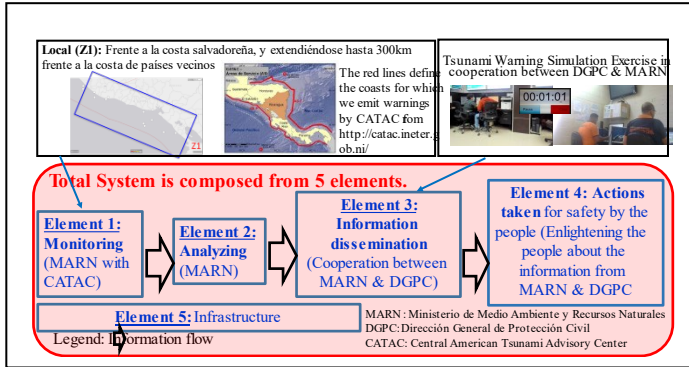 Local (Z1): Frente a la costa salvadoreña, y extendiéndose hasta 300km
frente a la costa de países vecinos
Z1
The red lines define
the coasts for which
we emit warnings
by CATAC fom
http://catac.ineter.g
ob.ni/
Tsunami Warning Simulation Exercise in
cooperation between DGPC & MARN
00:01:01
Total System is composed from 5 elements.
Element 1:
Monitoring
(MARN with
CATAC)
Element 2:
Analyzing
(MARN)
Element 3:
Information
dissemination
(Cooperation between
MARN & DGPC)
Element 4: Actions
taken for safety by the
people (Enlightening the
people about the
information from
MARN & DGPC
Element 5: Infrastructure
Legend: Information flow
MARN : Ministerio de Medio Ambiente y Recursos Naturales
DGPC: Dirección General de Protección Civil
CATAC: Central American Tsunami Advisory Center